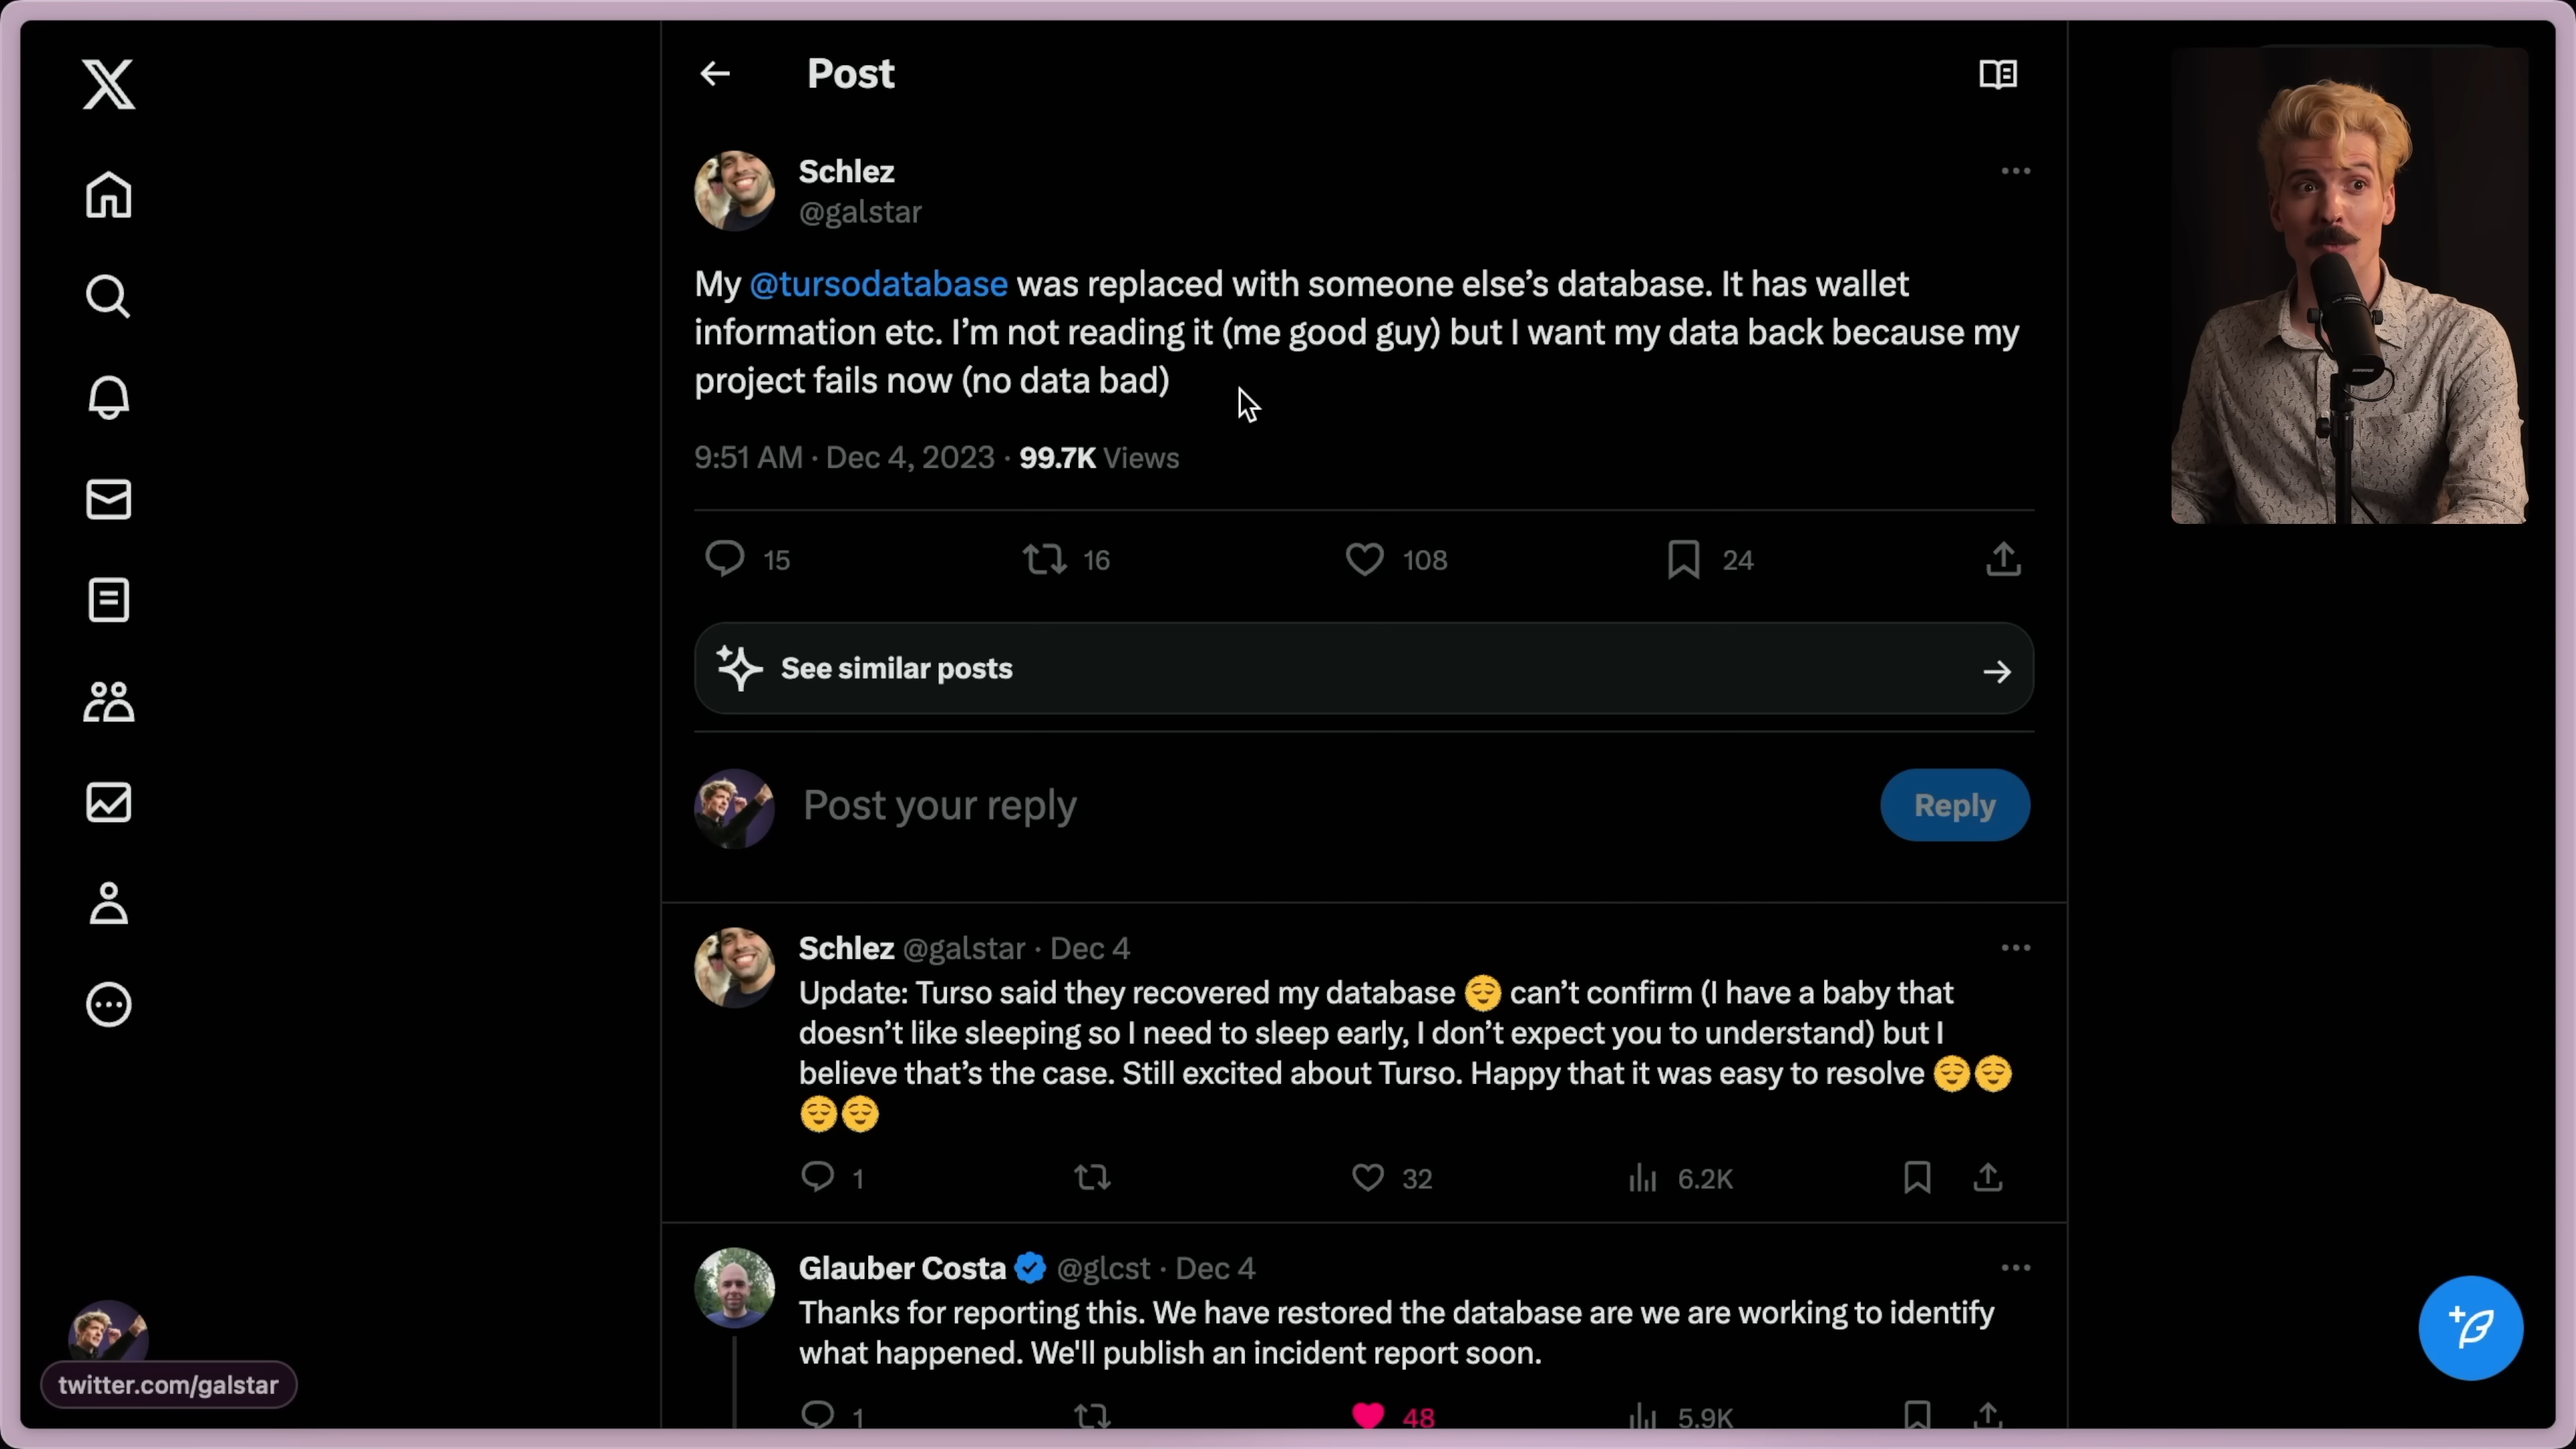 Post
Schlez
@galstar
My @tursodatabase was replaced with someone else’s database. It has wallet
information etc. I’m not reading it (me good guy) but I want my data back because my
project fails now (no data bad)
9:51 AM · Dec 4, 2023 · 99.7K Views
15 16 108 24
See similar posts
Post your reply
Reply
Schlez @galstar · Dec 4
Update: Turso said they recovered my database 😌 can’t confirm (I have a baby that
doesn’t like sleeping so I need to sleep early, I don’t expect you to understand) but I
believe that’s the case. Still excited about Turso. Happy that it was easy to resolve 😌😌
😌😌
1 32 6.2K
Glauber Costa @glcst · Dec 4
Thanks for reporting this. We have restored the database are we are working to identify
what happened. We'll publish an incident report soon.
1 48 5.9K
twitter.com/galstar